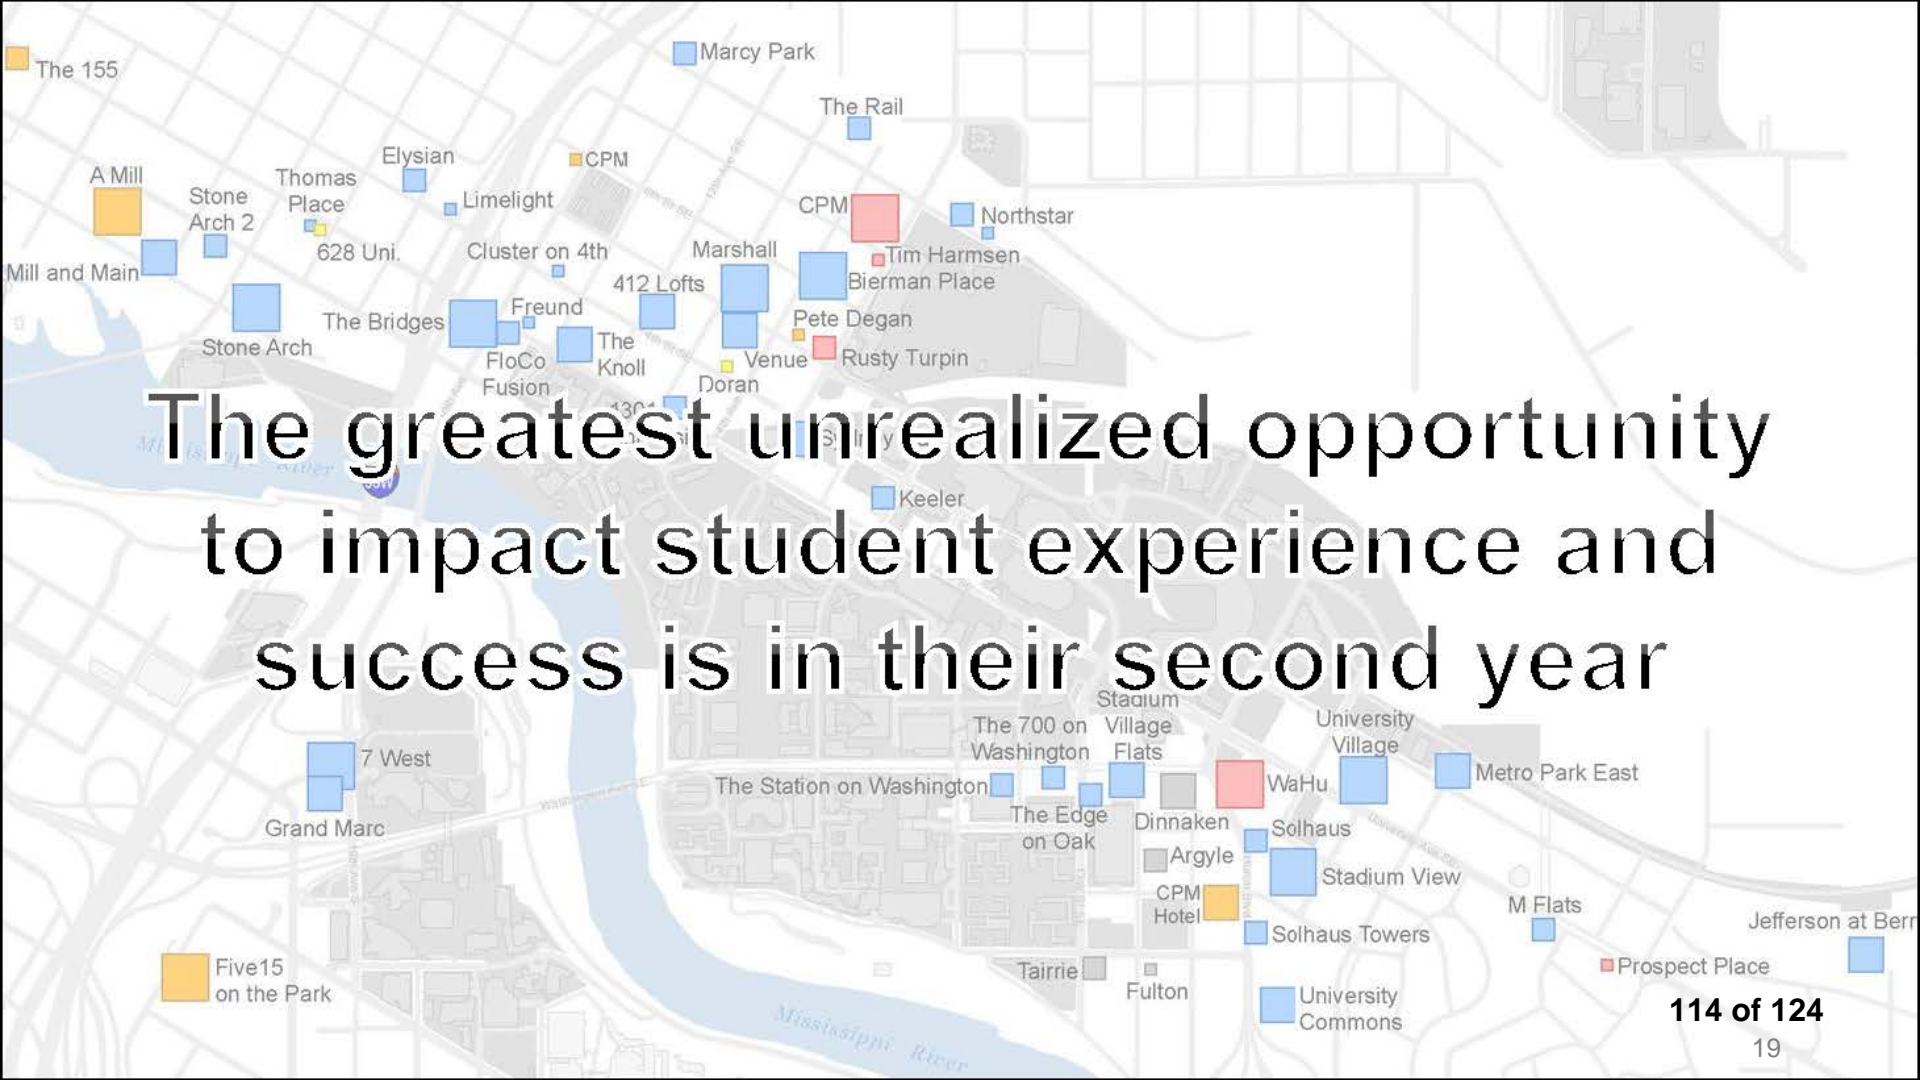 Marcy Park
The 155
The Rail
Elysian
CPM
A Mill
Thomas
Place
Stone
Arch 2
Limelight
CPM
Northstar
628 Uni.
Cluster on 4th
Marshall
Tim Harmsen
Mill and Main
412 Lofts
Bierman Place
Freund
The Bridges
Pete Degan
Stone Arch
The
Knoll
FloCo
Fusion
Venue
Rusty Turpin
Doran
The greatest unrealized opportunity
Keeler
to impact student experience and
success is in their second year
Stadium
Village
Flats
The 700 on
Washington
University
Village
7 West
The Station on Washington
WaHu
Metro Park East
Grand Marc
The Edge
on Oak
Dinnaken
Solhaus
Argyle
Stadium View
CPM
Hotel
M Flats
Jefferson at Berr
Solhaus Towers
Five15
on the Park
Tairrie
Fulton
Prospect Place
University
Commons
114 of 124
Mississippi River
19